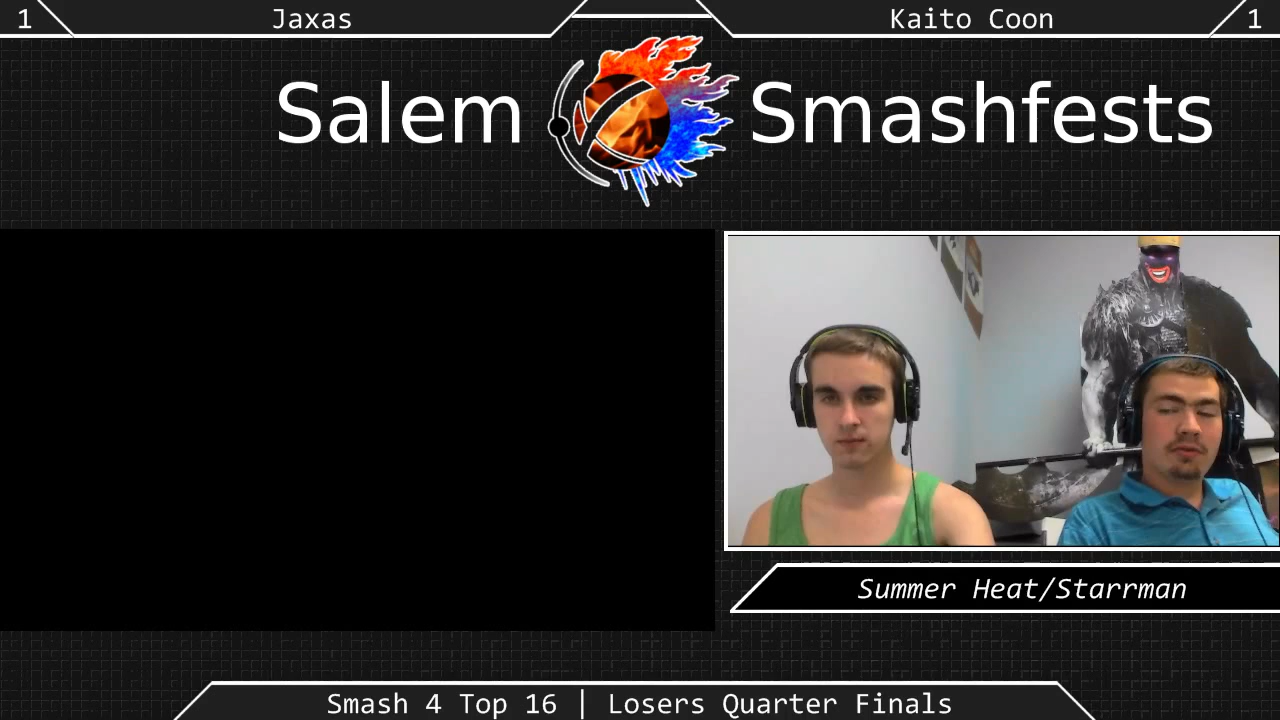 1 Jaxas Kaito Coon 1
Salem Smashfests
Summer Heat/Starrman
Smash 4 Top 16 | Losers Quarter Finals